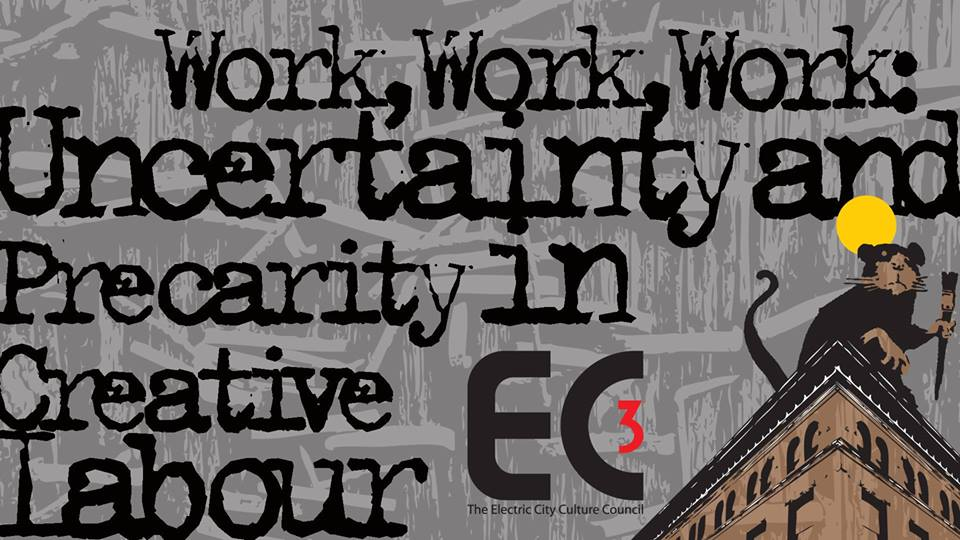 Work, Work, Work:
Uncertainty and
Precarity in
Creative
Labour
EC3
The Electric City Culture Council